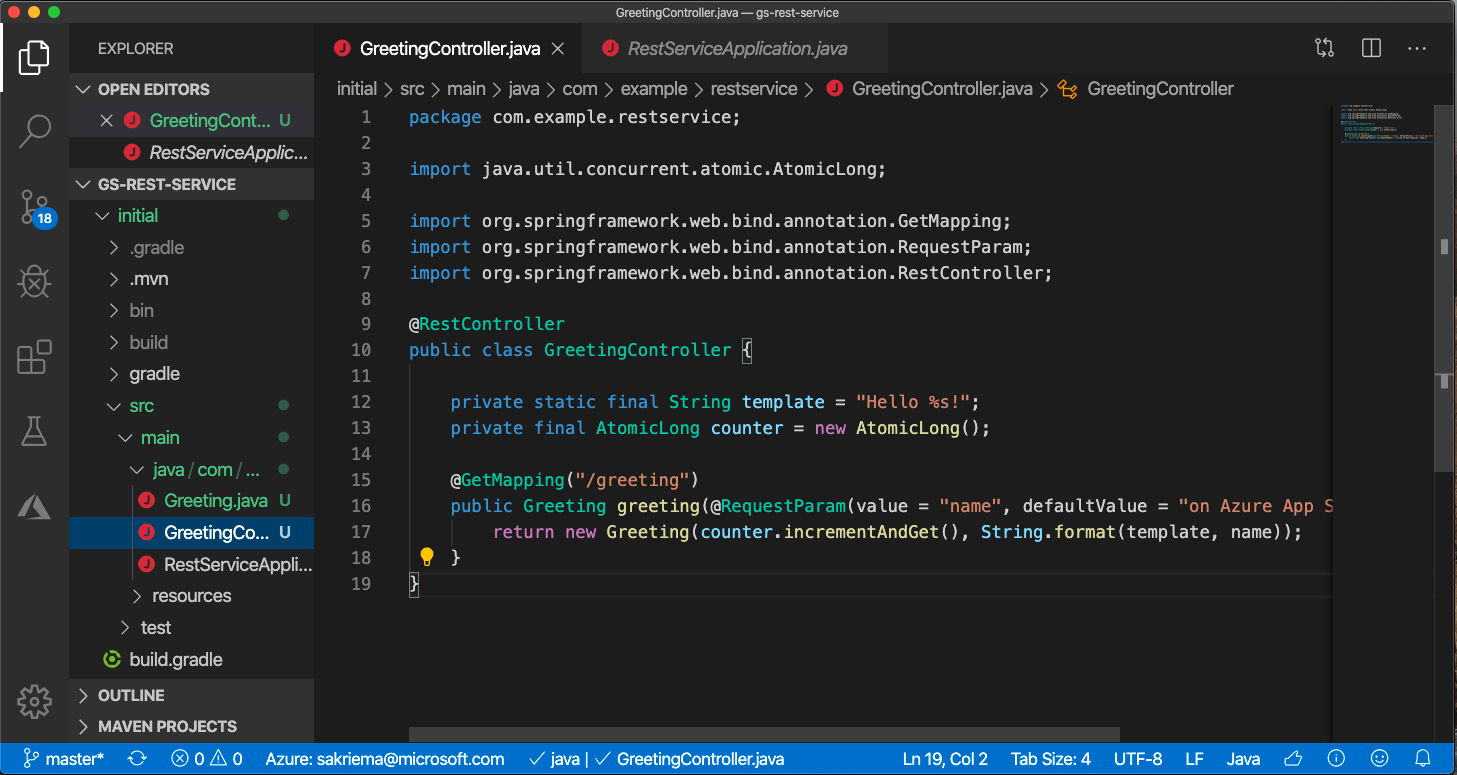 GreetingController.java — gs-rest-service
EXPLORER
OPEN EDITORS
GreetingCont... U
RestServiceApplic...
GS-REST-SERVICE
initial
.gradle
.mvn
bin
build
gradle
src
main
java / com / ...
Greeting.java U
GreetingCo... U
RestServiceAppli...
resources
test
build.gradle
OUTLINE
MAVEN PROJECTS
18
GreetingController.java
RestServiceApplication.java
initial > src > main > java > com > example > restservice > GreetingController.java > GreetingController
1 package com.example.restservice;
2
3 import java.util.concurrent.atomic.AtomicLong;
4
5 import org.springframework.web.bind.annotation.GetMapping;
6 import org.springframework.web.bind.annotation.RequestParam;
7 import org.springframework.web.bind.annotation.RestController;
8
9 @RestController
10 public class GreetingController {
11
12 private static final String template = "Hello %s!";
13 private final AtomicLong counter = new AtomicLong();
14
15 @GetMapping("/greeting")
16 public Greeting greeting(@RequestParam(value = "name", defaultValue = "on Azure App S
17 return new Greeting(counter.incrementAndGet(), String.format(template, name));
18 }
19 }
master* 0 0 Azure: sakriema@microsoft.com java | GreetingController.java Ln 19, Col 2 Tab Size: 4 UTF-8 LF Java